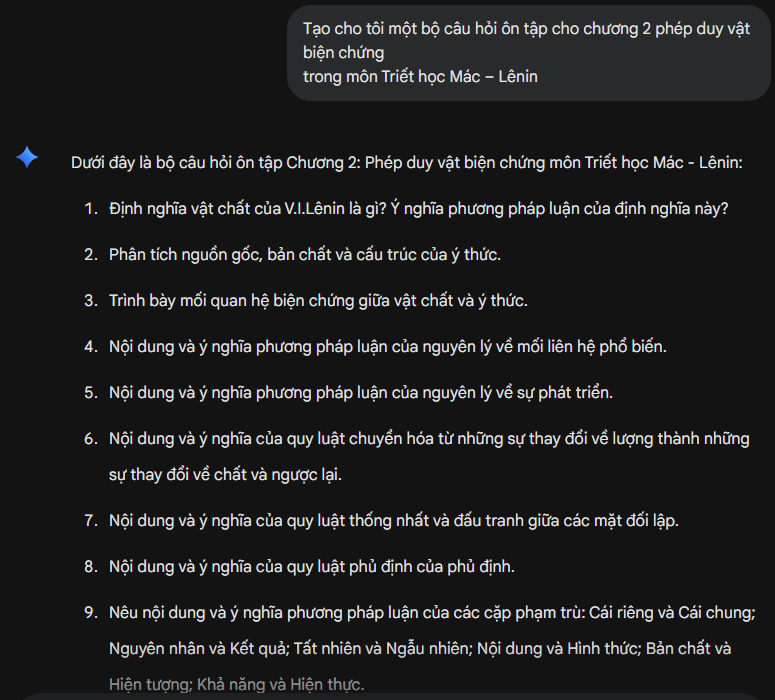 Tạo cho tôi một bộ câu hỏi ôn tập cho chương 2 phép duy vật
biện chứng
trong môn Triết học Mác – Lênin
Dưới đây là bộ câu hỏi ôn tập Chương 2: Phép duy vật biện chứng môn Triết học Mác - Lênin:
1. Định nghĩa vật chất của V.I.Lênin là gì? Ý nghĩa phương pháp luận của định nghĩa này?
2. Phân tích nguồn gốc, bản chất và cấu trúc của ý thức.
3. Trình bày mối quan hệ biện chứng giữa vật chất và ý thức.
4. Nội dung và ý nghĩa phương pháp luận của nguyên lý về mối liên hệ phổ biến.
5. Nội dung và ý nghĩa phương pháp luận của nguyên lý về sự phát triển.
6. Nội dung và ý nghĩa của quy luật chuyển hóa từ những sự thay đổi về lượng thành những
sự thay đổi về chất và ngược lại.
7. Nội dung và ý nghĩa của quy luật thống nhất và đấu tranh giữa các mặt đối lập.
8. Nội dung và ý nghĩa của quy luật phủ định của phủ định.
9. Nêu nội dung và ý nghĩa phương pháp luận của các cặp phạm trù: Cái riêng và Cái chung;
Nguyên nhân và Kết quả; Tất nhiên và Ngẫu nhiên; Nội dung và Hình thức; Bản chất và
Hiện tượng; Khả năng và Hiện thực.